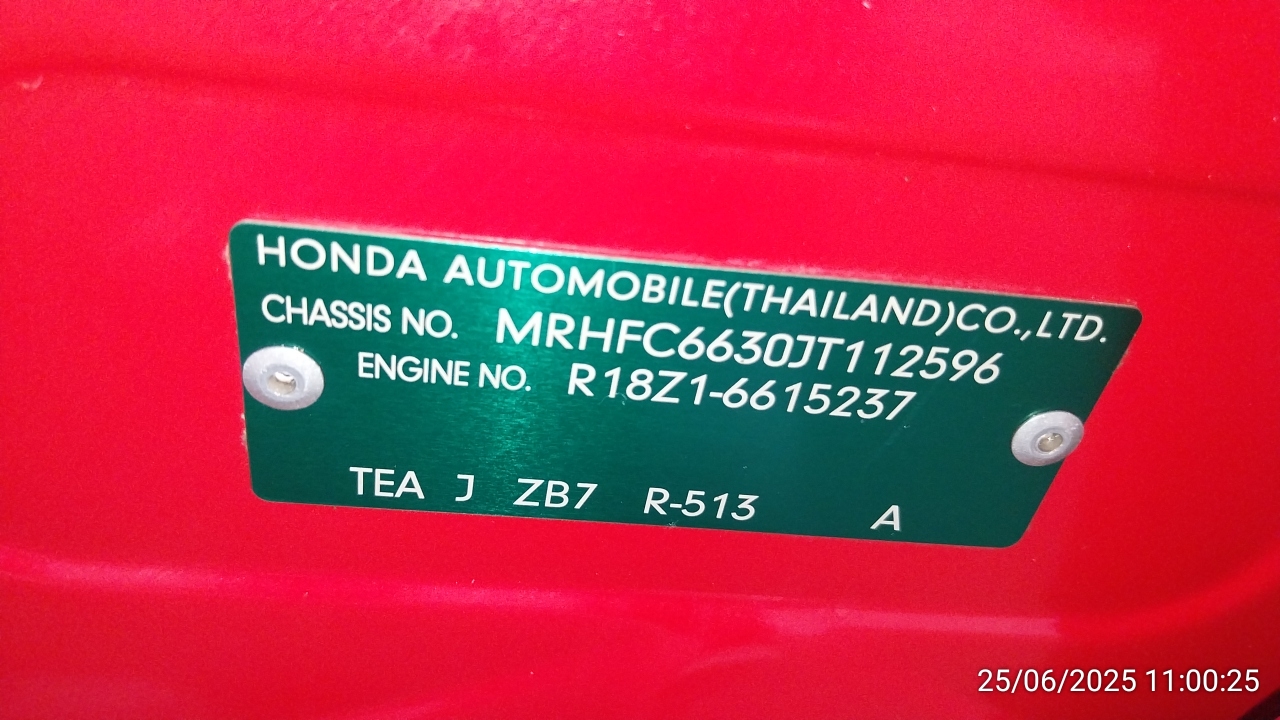 HONDA AUTOMOBILE(THAILAND)CO.,LTD.
CHASSIS NO. MRHFC6630JT112596
ENGINE NO. R18Z1-6615237
TEA J ZB7 R-513 A
25/06/2025 11:00:25